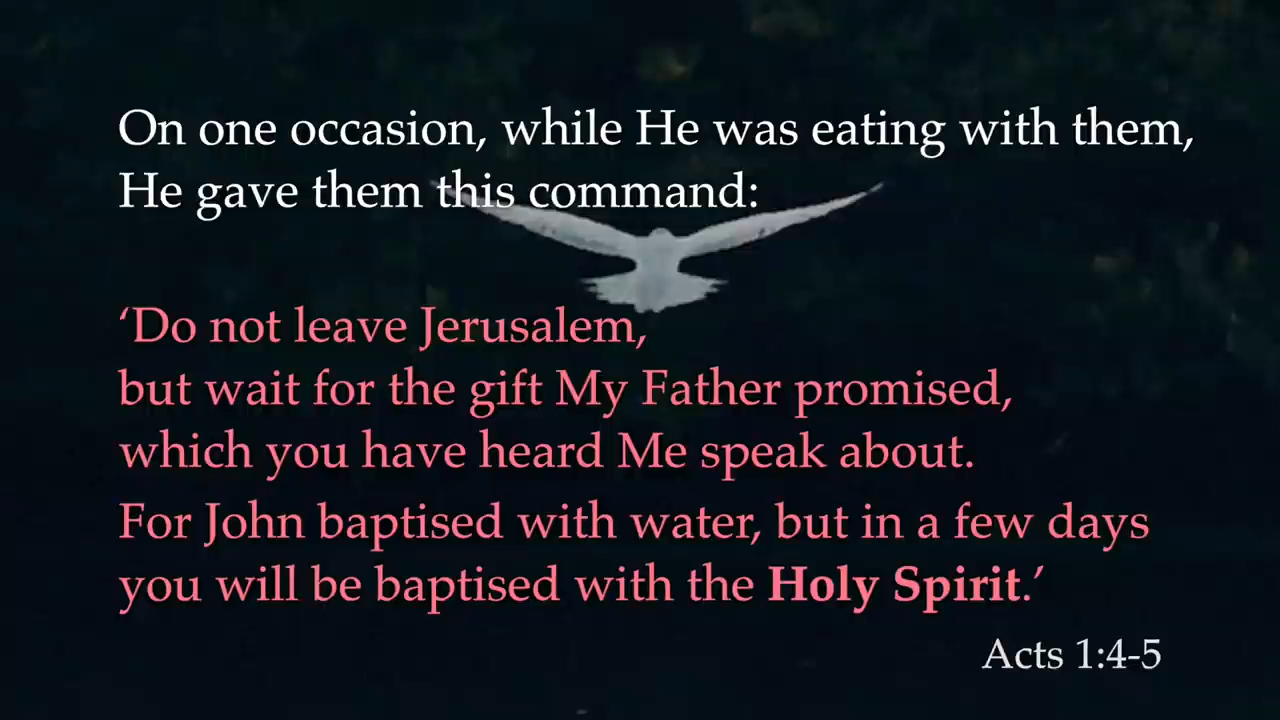 On one occasion, while He was eating with them,
He gave them this command:
‘Do not leave Jerusalem,
but wait for the gift My Father promised,
which you have heard Me speak about.
For John baptised with water, but in a few days
you will be baptised with the Holy Spirit.’
Acts 1:4-5